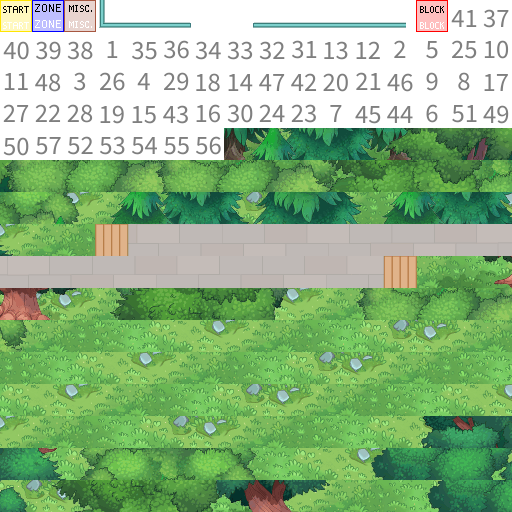 START ZONE MISC. BLOCK 41 37
START ZONE MISC. BLOCK
40 39 38 1 35 36 34 33 32 31 13 12 2 5 25 10
11 48 3 26 4 29 18 14 47 42 20 21 46 9 8 17
27 22 28 19 15 43 16 30 24 23 7 45 44 6 51 49
50 57 52 53 54 55 56